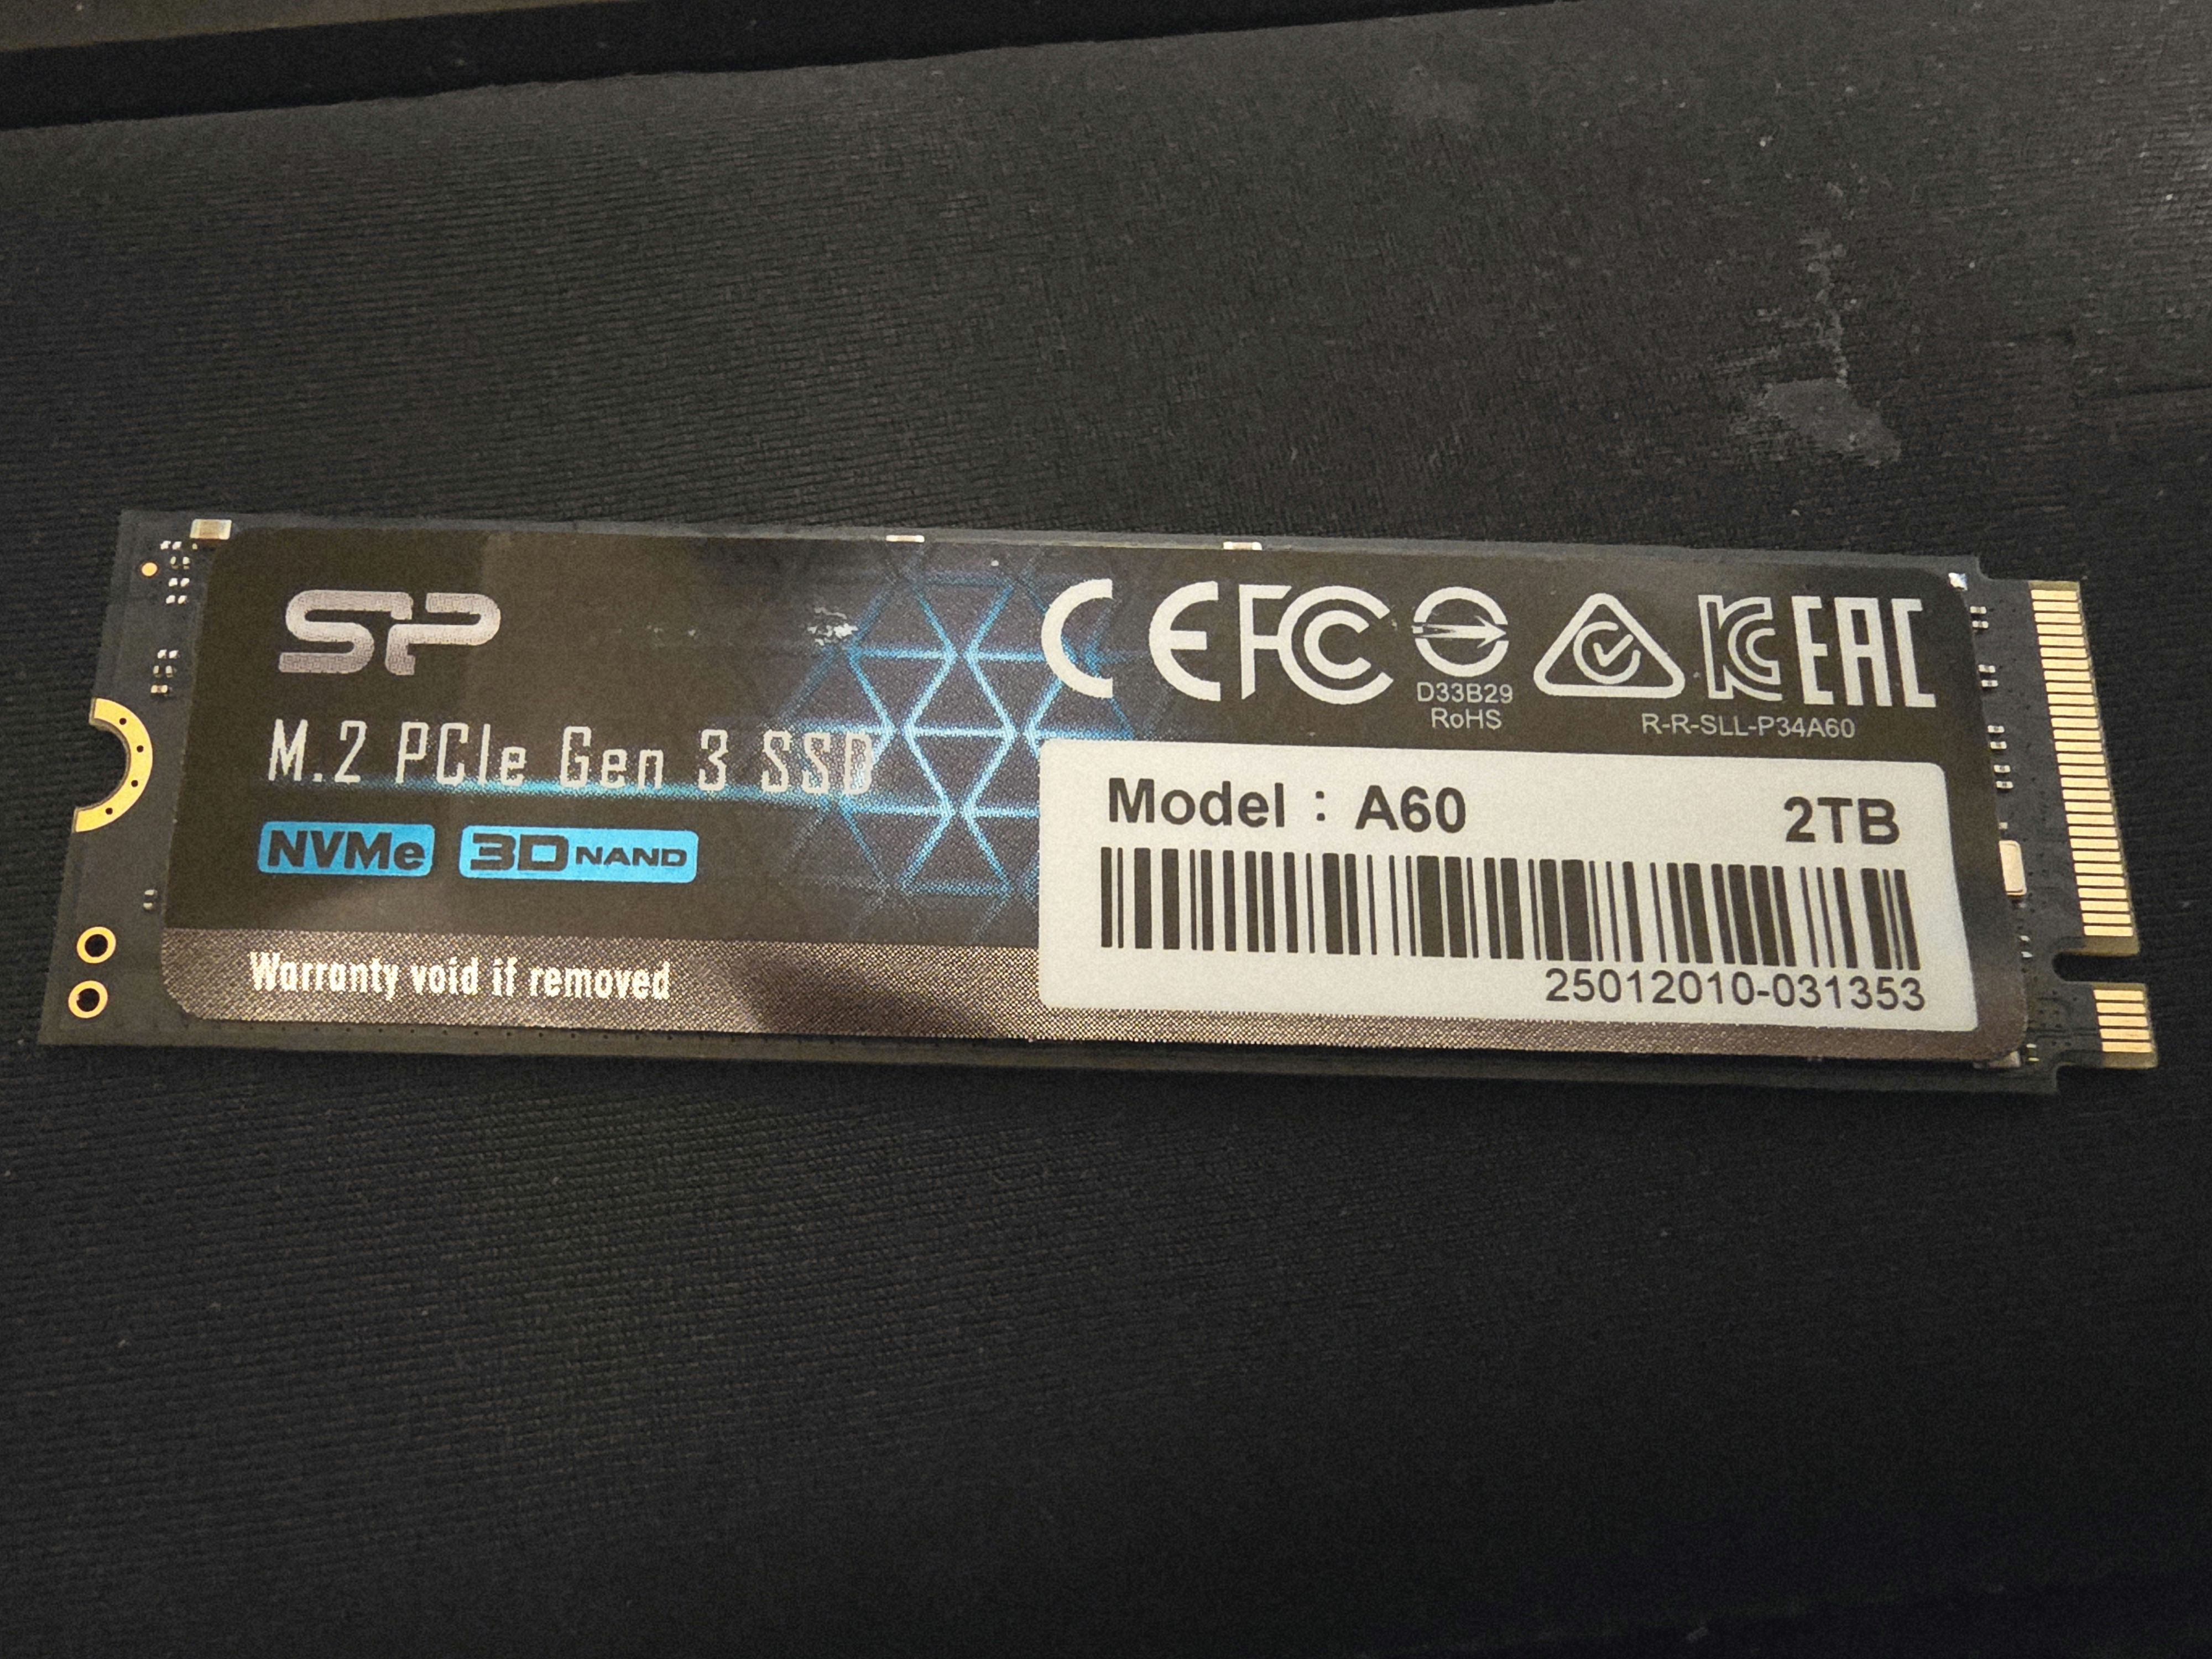 SP
M.2 PCIe Gen 3 SSD
NVMe 3D NAND
Warranty void if removed
CE FC
D33B29
RoHS
KC EAC
R-R-SLL-P34A60
Model : A60 2TB
25012010-031353